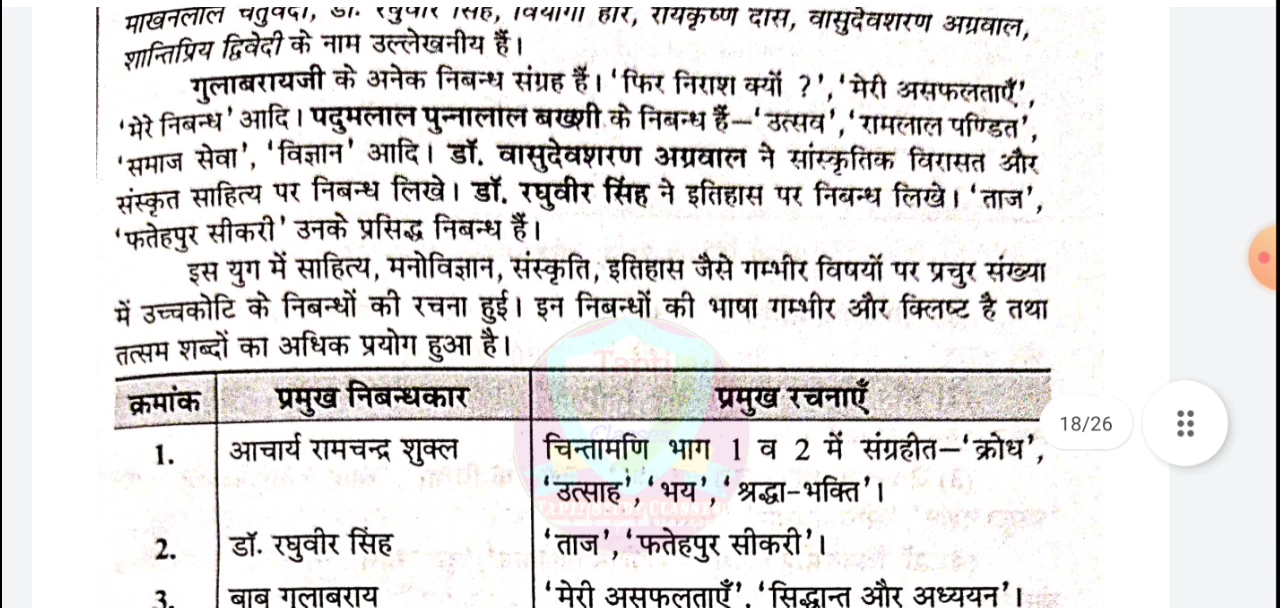 माखनलाल चतुर्वेदी, डॉ. रघुवीर सिंह, वियोगी हरि, रायकृष्ण दास, वासुदेवशरण अग्रवाल,
शान्तिप्रिय द्विवेदी के नाम उल्लेखनीय हैं।
गुलाबरायजी के अनेक निबन्ध संग्रह हैं। 'फिर निराश क्यों ?', 'मेरी असफलताएँ',
'मेरे निबन्ध' आदि। पदुमलाल पुन्नालाल बख्शी के निबन्ध हैं—'उत्सव', 'रामलाल पण्डित',
'समाज सेवा', 'विज्ञान' आदि। डॉ. वासुदेवशरण अग्रवाल ने सांस्कृतिक विरासत और
संस्कृत साहित्य पर निबन्ध लिखे। डॉ. रघुवीर सिंह ने इतिहास पर निबन्ध लिखे। 'ताज',
'फतेहपुर सीकरी' उनके प्रसिद्ध निबन्ध हैं।
इस युग में साहित्य, मनोविज्ञान, संस्कृति, इतिहास जैसे गम्भीर विषयों पर प्रचुर संख्या
में उच्चकोटि के निबन्धों की रचना हुई। इन निबन्धों की भाषा गम्भीर और क्लिष्ट है तथा
तत्सम शब्दों का अधिक प्रयोग हुआ है।
Tapti
क्रमांक प्रमुख निबन्धकार प्रमुख रचनाएँ
18/26
Classes
1. आचार्य रामचन्द्र शुक्ल चिन्तामणि भाग 1 व 2 में संग्रहीत—'क्रोध',
'उत्साह', 'भय', 'श्रद्धा-भक्ति'।
2. डॉ. रघुवीर सिंह 'ताज', 'फतेहपुर सीकरी'।
3. बाबू गुलाबराय 'मेरी असफलताएँ', 'सिद्धान्त और अध्ययन'।